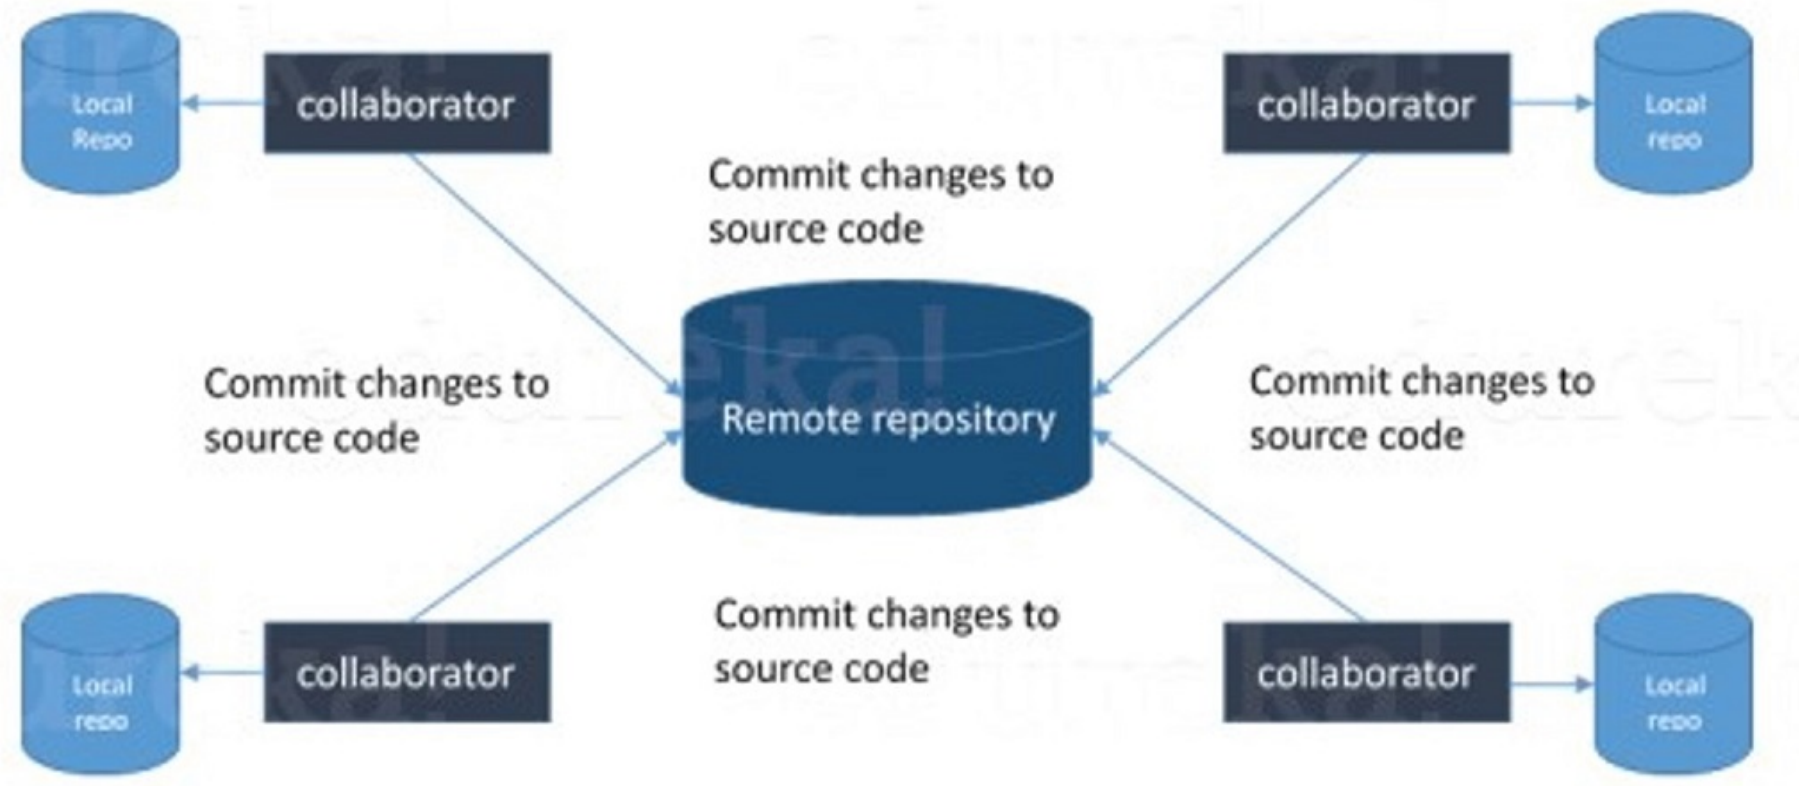 Local
Repo
collaborator
collaborator
Local
repo
Commit changes to
source code
Commit changes to
source code
Remote repository
Commit changes to
source code
Commit changes to
source code
Local
repo
collaborator
collaborator
Local
repo